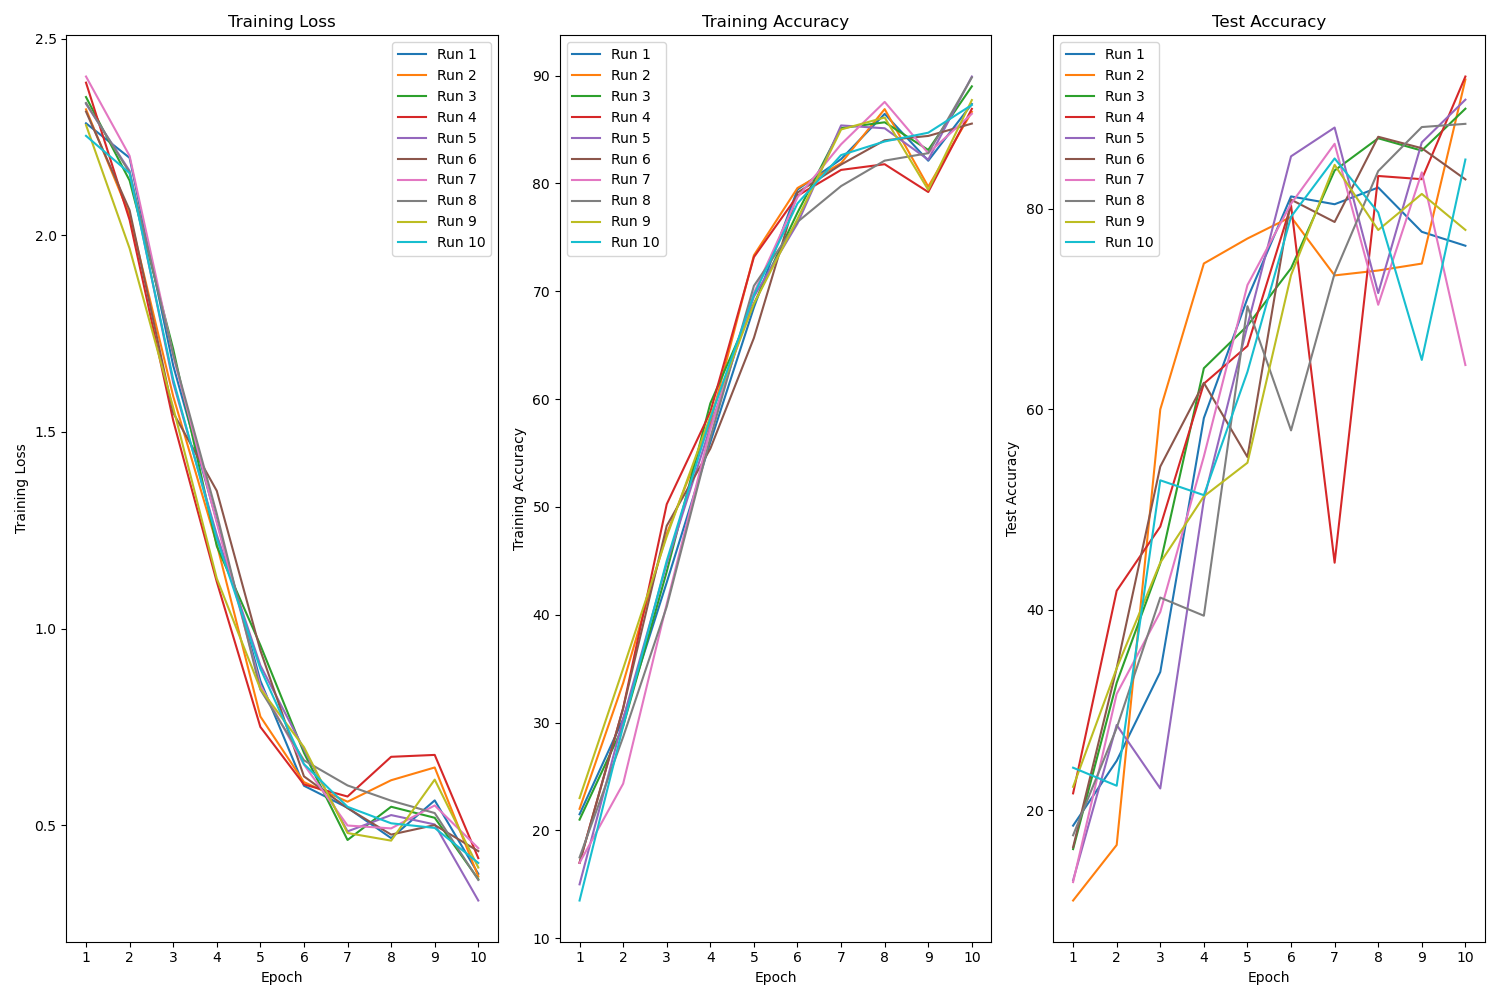 Training Loss
2.5
2.0
1.5
1.0
0.5
Training Loss
1 2 3 4 5 6 7 8 9 10
Epoch
Run 1
Run 2
Run 3
Run 4
Run 5
Run 6
Run 7
Run 8
Run 9
Run 10
Training Accuracy
90
80
70
60
50
40
30
20
10
Training Accuracy
1 2 3 4 5 6 7 8 9 10
Epoch
Run 1
Run 2
Run 3
Run 4
Run 5
Run 6
Run 7
Run 8
Run 9
Run 10
Test Accuracy
80
60
40
20
Test Accuracy
1 2 3 4 5 6 7 8 9 10
Epoch
Run 1
Run 2
Run 3
Run 4
Run 5
Run 6
Run 7
Run 8
Run 9
Run 10